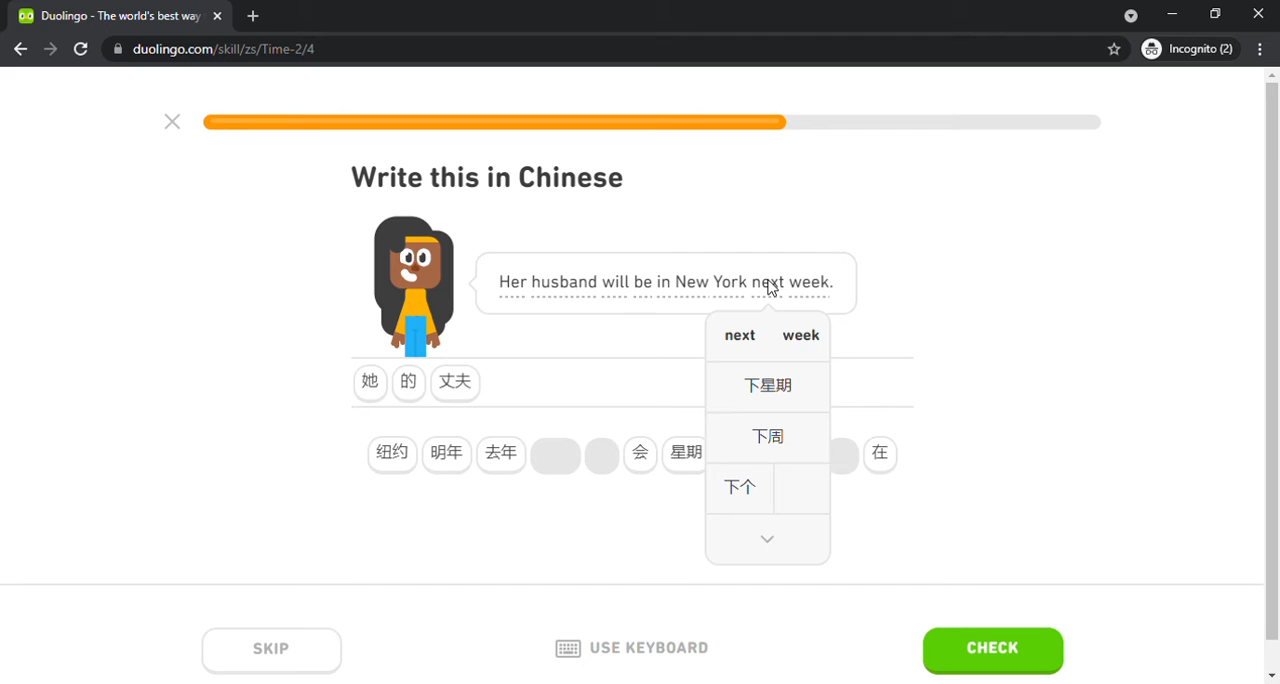 Duolingo - The world's best way
duolingo.com/skill/zs/Time-2/4
Incognito (2)
Write this in Chinese
Her husband will be in New York next week.
next week
下星期
下周
下个
她 的 丈夫
纽约 明年 去年 会 星期 在
SKIP
USE KEYBOARD
CHECK